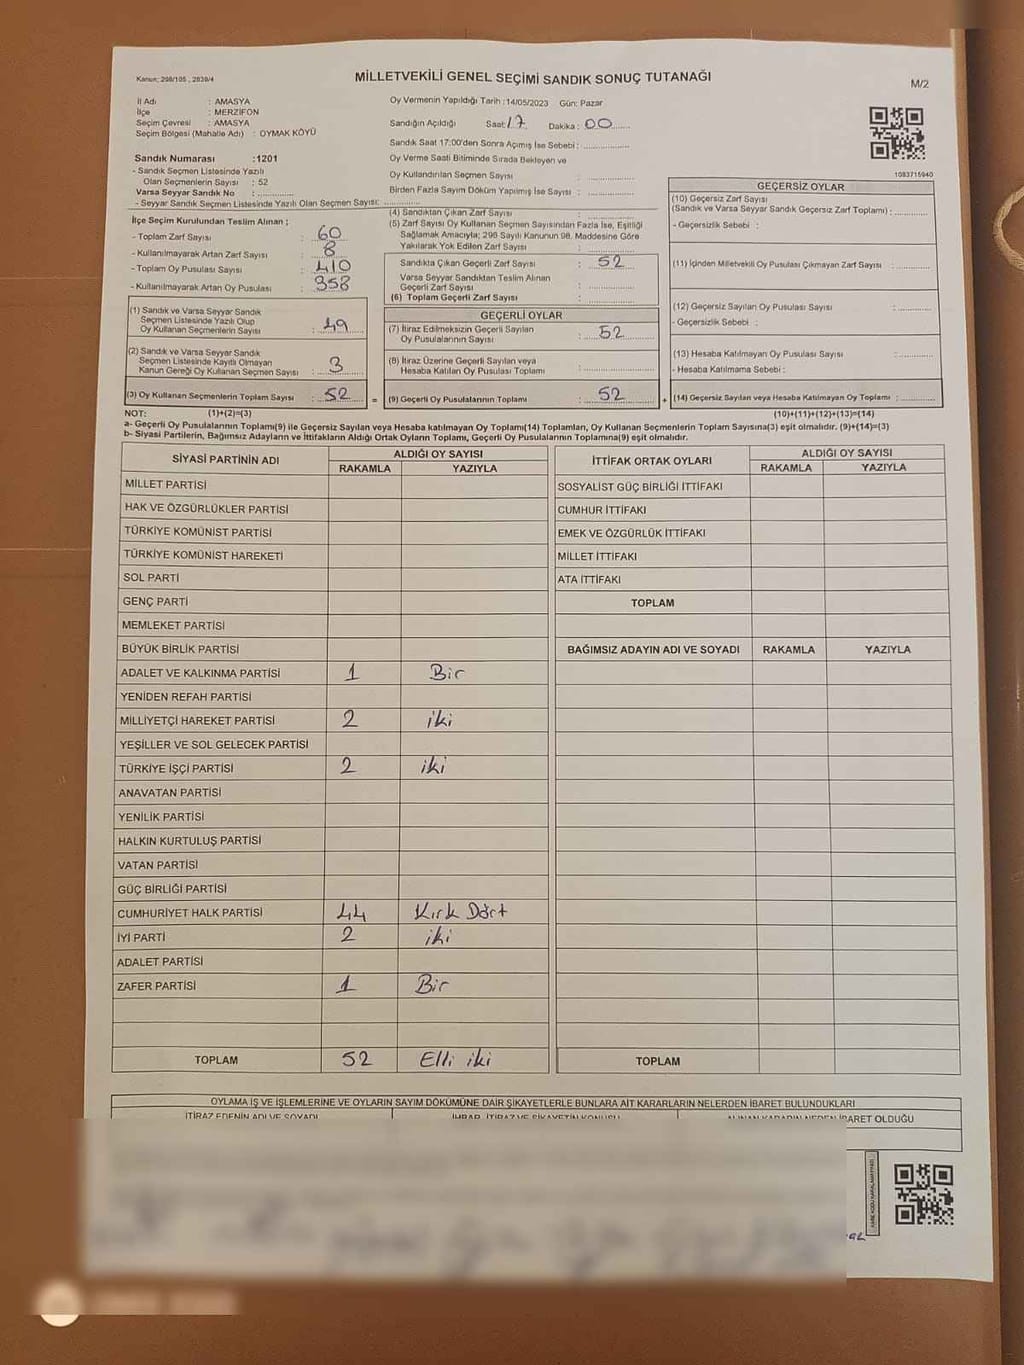 Kanun; 298/105 , 2839/4
MİLLETVEKİLİ GENEL SEÇİMİ SANDIK SONUÇ TUTANAĞI
M/2
İl Adı : AMASYA
İlçe : MERZİFON
Seçim Çevresi : AMASYA
Seçim Bölgesi (Mahalle Adı) : OYMAK KÖYÜ
Sandık Numarası :1201
- Sandık Seçmen Listesinde Yazılı
Olan Seçmenlerin Sayısı : 52
Varsa Seyyar Sandık No : ............
- Seyyar Sandık Seçmen Listesinde Yazılı Olan Seçmen Sayısı: ............
Oy Vermenin Yapıldığı Tarih :14/05/2023 Gün: Pazar
Sandığın Açıldığı Saat: 17 Dakika : 00
Sandık Saat 17:00'den Sonra Açımış İse Sebebi : ............
Oy Verme Saati Bitiminde Sırada Bekleyen ve
Oy Kullandırılan Seçmen Sayısı : ............
Birden Fazla Sayım Döküm Yapılmış İse Sayısı : ............
1083715940
İlçe Seçim Kurulundan Teslim Alınan ;
- Toplam Zarf Sayısı : 60
- Kullanılmayarak Artan Zarf Sayısı : 8
- Toplam Oy Pusulası Sayısı : 410
- Kullanılmayarak Artan Oy Pusulası : 358
(1) Sandık ve Varsa Seyyar Sandık
Seçmen Listesinde Yazılı Olup
Oy Kullanan Seçmenlerin Sayısı : 49
(2) Sandık ve Varsa Seyyar Sandık
Seçmen Listesinde Kayıtlı Olmayan
Kanun Gereği Oy Kullanan Seçmen Sayısı : 3
(3) Oy Kullanan Seçmenlerin Toplam Sayısı : 52 =
(4) Sandıktan Çıkan Zarf Sayısı : ............
(5) Zarf Sayısı Oy Kullanan Seçmen Sayısından Fazla İse, Eşitliği
Sağlamak Amacıyla; 298 Sayılı Kanunun 98. Maddesine Göre
Yakılarak Yok Edilen Zarf Sayısı : ............
Sandıkta Çıkan Geçerli Zarf Sayısı : 52
Varsa Seyyar Sandıktan Teslim Alınan
Geçerli Zarf Sayısı : ............
(6) Toplam Geçerli Zarf Sayısı : ............
GEÇERLİ OYLAR
(7) İtiraz Edilmeksizin Geçerli Sayılan
Oy Pusulalarının Sayısı : 52
(8) İtiraz Üzerine Geçerli Sayılan veya
Hesaba Katılan Oy Pusulası Toplamı : ............
(9) Geçerli Oy Pusulalarının Toplamı : 52 +
GEÇERSİZ OYLAR
(10) Geçersiz Zarf Sayısı
(Sandık ve Varsa Seyyar Sandık Geçersiz Zarf Toplamı) : ............
- Geçersizlik Sebebi :
(11) İçinden Milletvekili Oy Pusulası Çıkmayan Zarf Sayısı : ............
(12) Geçersiz Sayılan Oy Pusulası Sayısı : ............
- Geçersizlik Sebebi :
(13) Hesaba Katılmayan Oy Pusulası Sayısı : ............
- Hesaba Katılmama Sebebi :
(14) Geçersiz Sayılan veya Hesaba Katılmayan Oy Toplamı : ............
NOT: (1)+(2)=(3) (10)+(11)+(12)+(13)=(14)
a- Geçerli Oy Pusulalarının Toplamı(9) ile Geçersiz Sayılan veya Hesaba katılmayan Oy Toplamı(14) Toplamları, Oy Kullanan Seçmenlerin Toplam Sayısına(3) eşit olmalıdır. (9)+(14)=(3)
b- Siyasi Partilerin, Bağımsız Adayların ve İttifakların Aldığı Ortak Oyların Toplamı, Geçerli Oy Pusulalarının Toplamına(9) eşit olmalıdır.
SİYASİ PARTİNİN ADI ALDIĞI OY SAYISI
RAKAMLA YAZIYLA
MİLLET PARTİSİ
HAK VE ÖZGÜRLÜKLER PARTİSİ
TÜRKİYE KOMÜNİST PARTİSİ
TÜRKİYE KOMÜNİST HAREKETİ
SOL PARTİ
GENÇ PARTİ
MEMLEKET PARTİSİ
BÜYÜK BİRLİK PARTİSİ
ADALET VE KALKINMA PARTİSİ 1 Bir
YENİDEN REFAH PARTİSİ
MİLLİYETÇİ HAREKET PARTİSİ 2 iki
YEŞİLLER VE SOL GELECEK PARTİSİ
TÜRKİYE İŞÇİ PARTİSİ 2 iki
ANAVATAN PARTİSİ
YENİLİK PARTİSİ
HALKIN KURTULUŞ PARTİSİ
VATAN PARTİSİ
GÜÇ BİRLİĞİ PARTİSİ
CUMHURİYET HALK PARTİSİ 44 Kırk Dört
İYİ PARTİ 2 iki
ADALET PARTİSİ
ZAFER PARTİSİ 1 Bir
TOPLAM 52 Elli iki
İTTİFAK ORTAK OYLARI ALDIĞI OY SAYISI
RAKAMLA YAZIYLA
SOSYALİST GÜÇ BİRLİĞİ İTTİFAKI
CUMHUR İTTİFAKI
EMEK VE ÖZGÜRLÜK İTTİFAKI
MİLLET İTTİFAKI
ATA İTTİFAKI
TOPLAM
BAĞIMSIZ ADAYIN ADI VE SOYADI RAKAMLA YAZIYLA
TOPLAM
OYLAMA İŞ VE İŞLEMLERİNE VE OYLARIN SAYIM DÖKÜMÜNE DAİR ŞİKAYETLERLE BUNLARA AİT KARARLARIN NELERDEN İBARET BULUNDUKLARI
İTİRAZ EDENİN ADI VE SOYADI İHBAR, İTİRAZ VE ŞİKAYETİN KONUSU ALINAN KARARIN NEDEN İBARET OLDUĞU